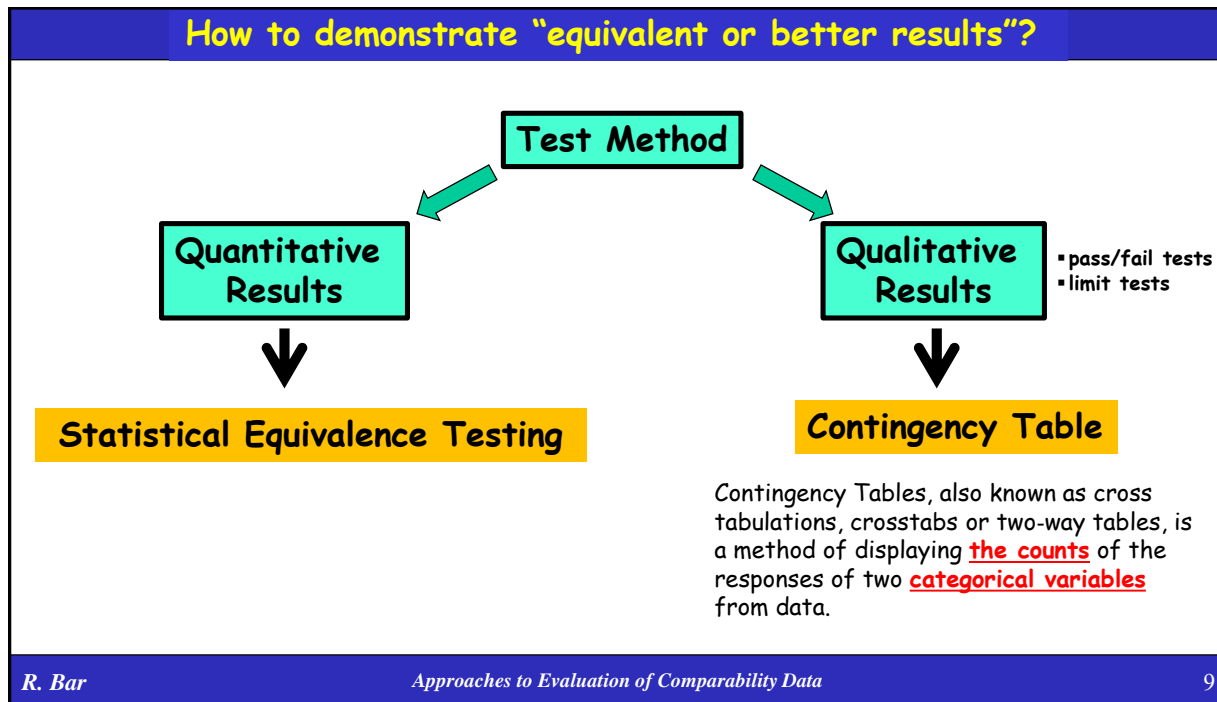 How to demonstrate “equivalent or better results”?
Test Method
Quantitative
Results
Qualitative
Results
▪pass/fail tests
▪limit tests
Statistical Equivalence Testing
Contingency Table
Contingency Tables, also known as cross
tabulations, crosstabs or two-way tables, is
a method of displaying the counts of the
responses of two categorical variables
from data.
R. Bar
Approaches to Evaluation of Comparability Data
9